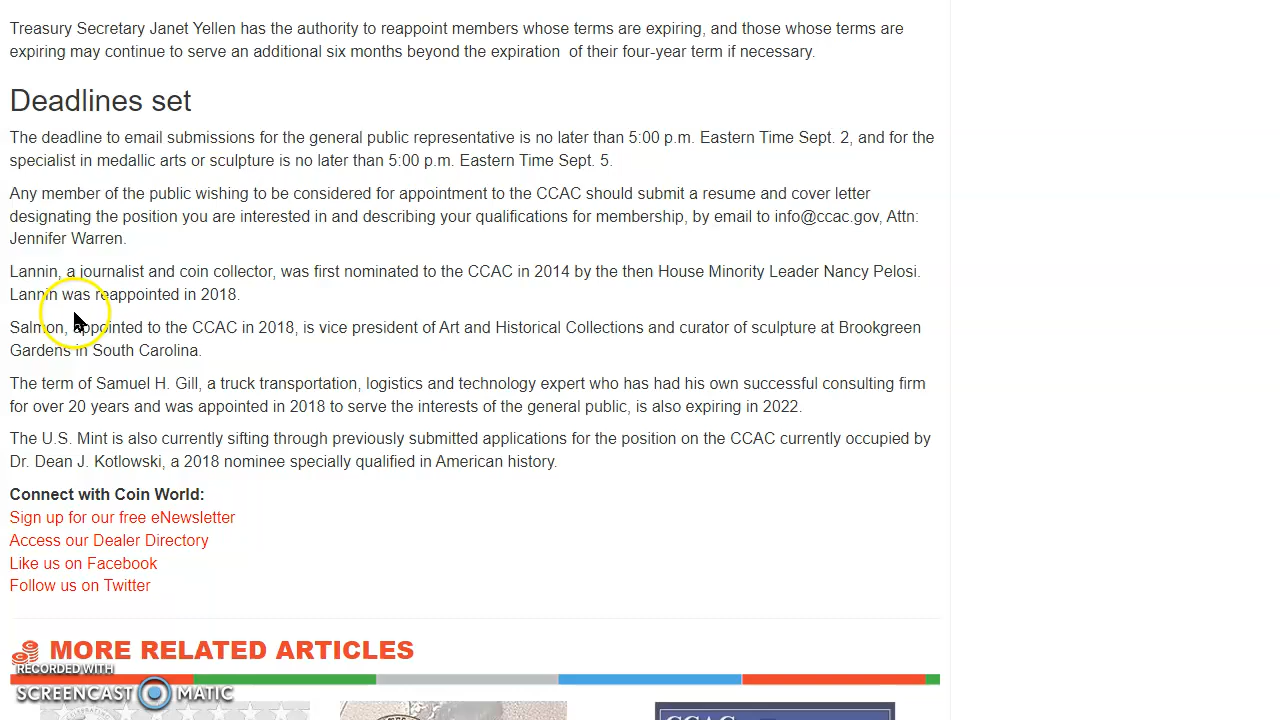 Treasury Secretary Janet Yellen has the authority to reappoint members whose terms are expiring, and those whose terms are
expiring may continue to serve an additional six months beyond the expiration of their four-year term if necessary.
Deadlines set
The deadline to email submissions for the general public representative is no later than 5:00 p.m. Eastern Time Sept. 2, and for the
specialist in medallic arts or sculpture is no later than 5:00 p.m. Eastern Time Sept. 5.
Any member of the public wishing to be considered for appointment to the CCAC should submit a resume and cover letter
designating the position you are interested in and describing your qualifications for membership, by email to info@ccac.gov, Attn:
Jennifer Warren.
Lannin, a journalist and coin collector, was first nominated to the CCAC in 2014 by the then House Minority Leader Nancy Pelosi.
Lannin was reappointed in 2018.
Salmon, appointed to the CCAC in 2018, is vice president of Art and Historical Collections and curator of sculpture at Brookgreen
Gardens in South Carolina.
The term of Samuel H. Gill, a truck transportation, logistics and technology expert who has had his own successful consulting firm
for over 20 years and was appointed in 2018 to serve the interests of the general public, is also expiring in 2022.
The U.S. Mint is also currently sifting through previously submitted applications for the position on the CCAC currently occupied by
Dr. Dean J. Kotlowski, a 2018 nominee specially qualified in American history.
Connect with Coin World:
Sign up for our free eNewsletter
Access our Dealer Directory
Like us on Facebook
Follow us on Twitter
MORE RELATED ARTICLES
RECORDED WITH
SCREENCAST MATIC
CCAC